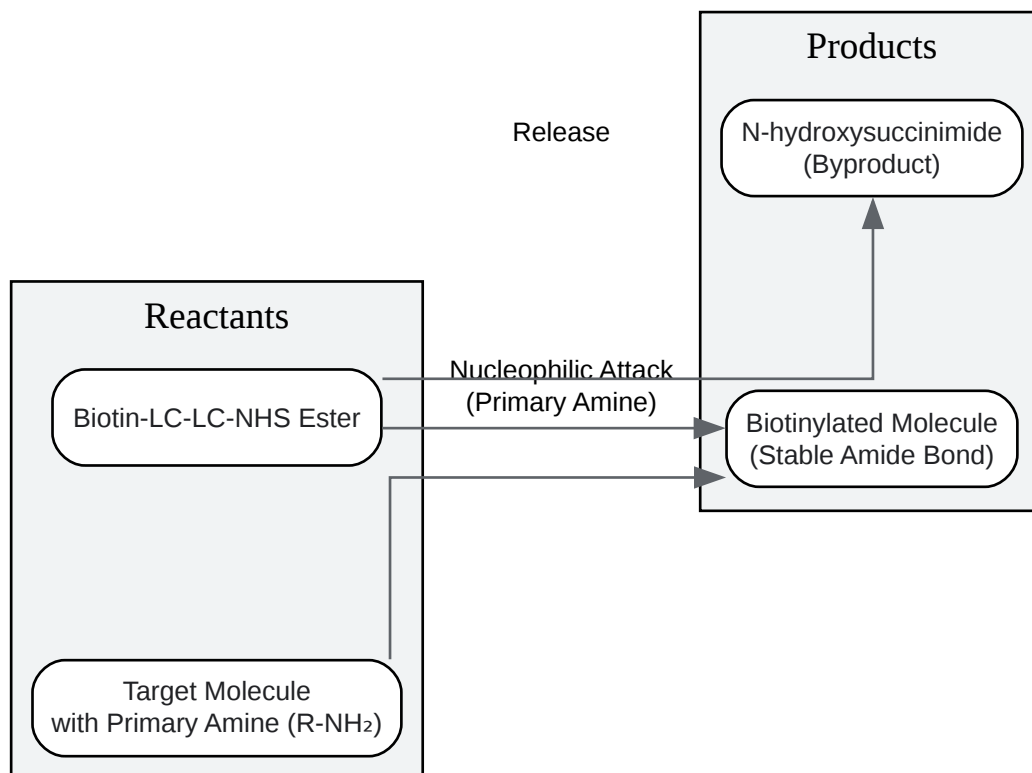 Products
N-hydroxysuccinimide
(Byproduct)
Release
Reactants
Biotin-LC-LC-NHS Ester
Nucleophilic Attack
(Primary Amine)
Biotinylated Molecule
(Stable Amide Bond)
Target Molecule
with Primary Amine (R-NH₂)